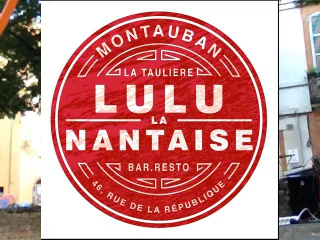 MONTAUBAN
LA TAULIERE
LULU
LA
NANTAISE
BAR.RESTO
46, RUE DE LA RÉPUBLIQUE